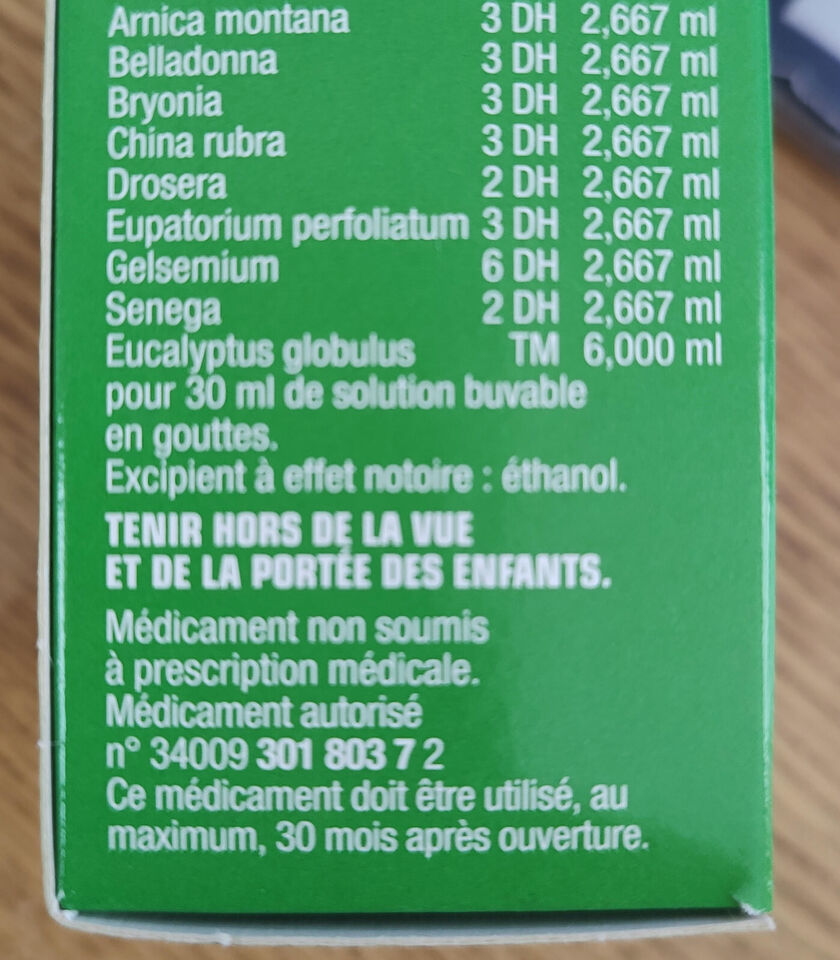 Arnica montana 3 DH 2,667 ml
Belladonna 3 DH 2,667 ml
Bryonia 3 DH 2,667 ml
China rubra 3 DH 2,667 ml
Drosera 2 DH 2,667 ml
Eupatorium perfoliatum 3 DH 2,667 ml
Gelsemium 6 DH 2,667 ml
Senega 2 DH 2,667 ml
Eucalyptus globulus TM 6,000 ml
pour 30 ml de solution buvable
en gouttes.
Excipient à effet notoire : éthanol.
TENIR HORS DE LA VUE
ET DE LA PORTÉE DES ENFANTS.
Médicament non soumis
à prescription médicale.
Médicament autorisé
n° 34009 301 803 7 2
Ce médicament doit être utilisé, au
maximum, 30 mois après ouverture.